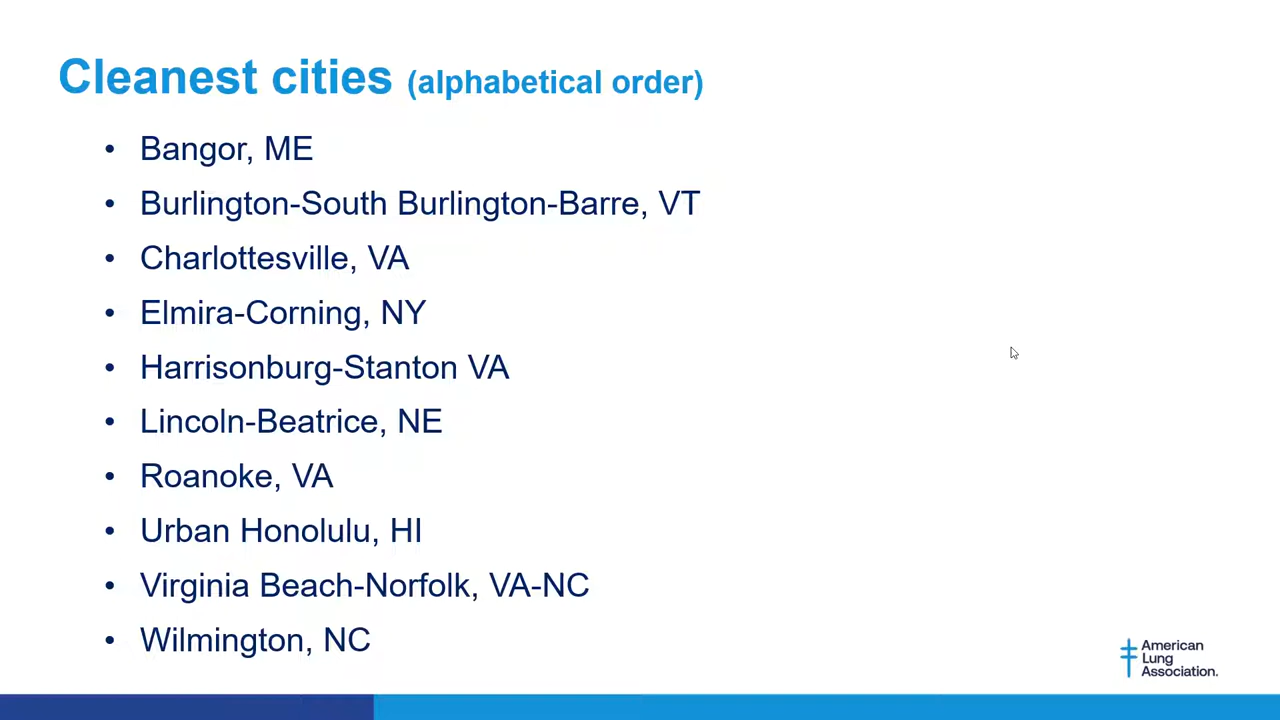 Cleanest cities (alphabetical order)
• Bangor, ME
• Burlington-South Burlington-Barre, VT
• Charlottesville, VA
• Elmira-Corning, NY
• Harrisonburg-Stanton VA
• Lincoln-Beatrice, NE
• Roanoke, VA
• Urban Honolulu, HI
• Virginia Beach-Norfolk, VA-NC
• Wilmington, NC
American
Lung
Association.